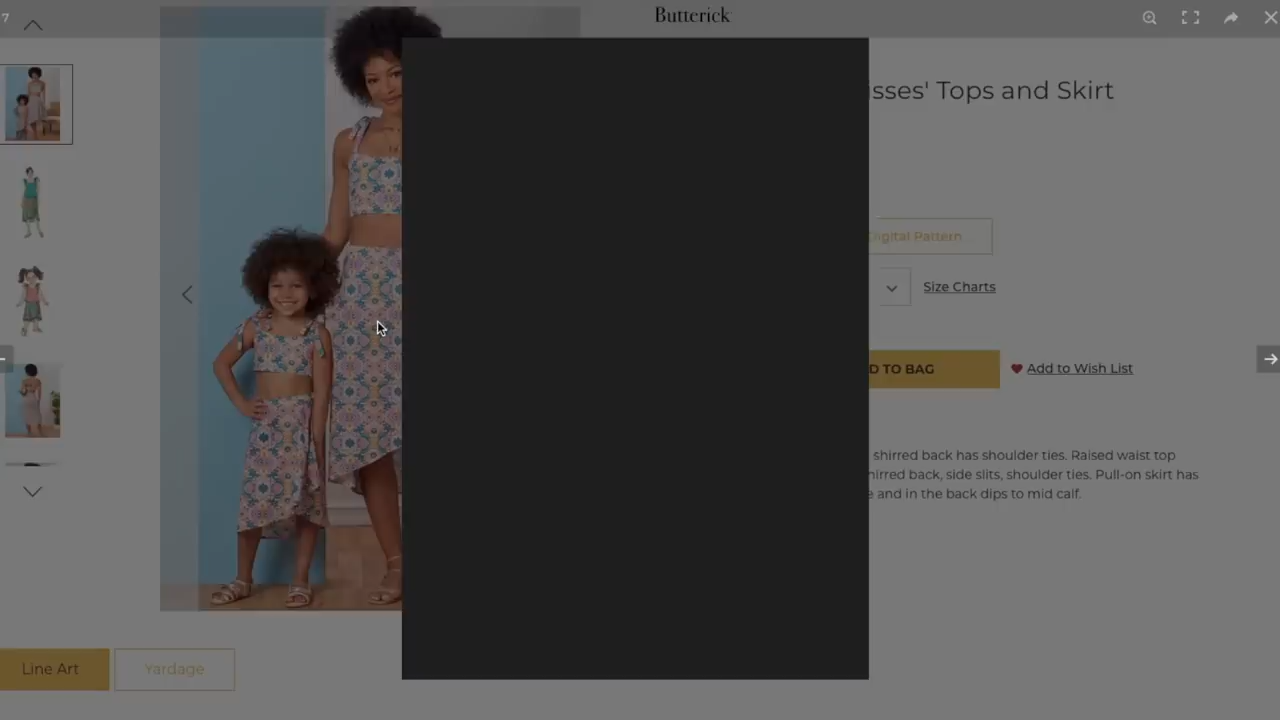 7
Butterick
isses' Tops and Skirt
Digital Pattern
Size Charts
D TO BAG
Add to Wish List
shirred back has shoulder ties. Raised waist top
hirred back, side slits, shoulder ties. Pull-on skirt has
e and in the back dips to mid calf.
Line Art
Yardage